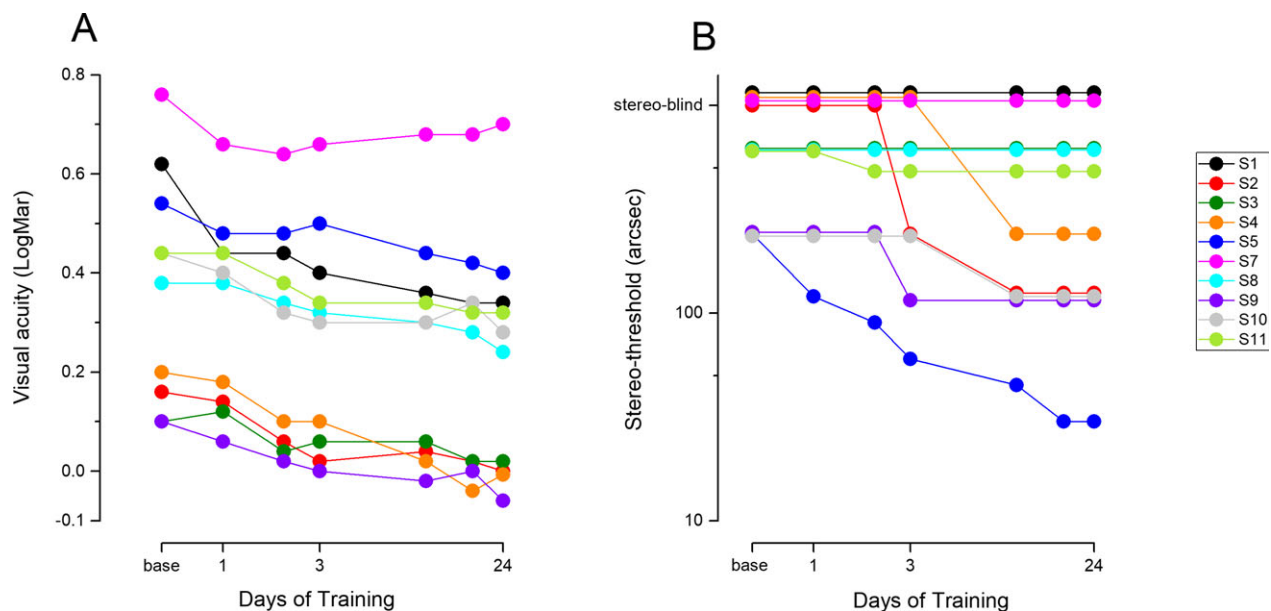 A
Visual acuity (LogMar)
0.8
0.6
0.4
0.2
0.0
-0.1
base 1 3 24
Days of Training
B
Stereo-threshold (arcsec)
stereo-blind
100
10
base 1 3 24
Days of Training
S1
S2
S3
S4
S5
S7
S8
S9
S10
S11